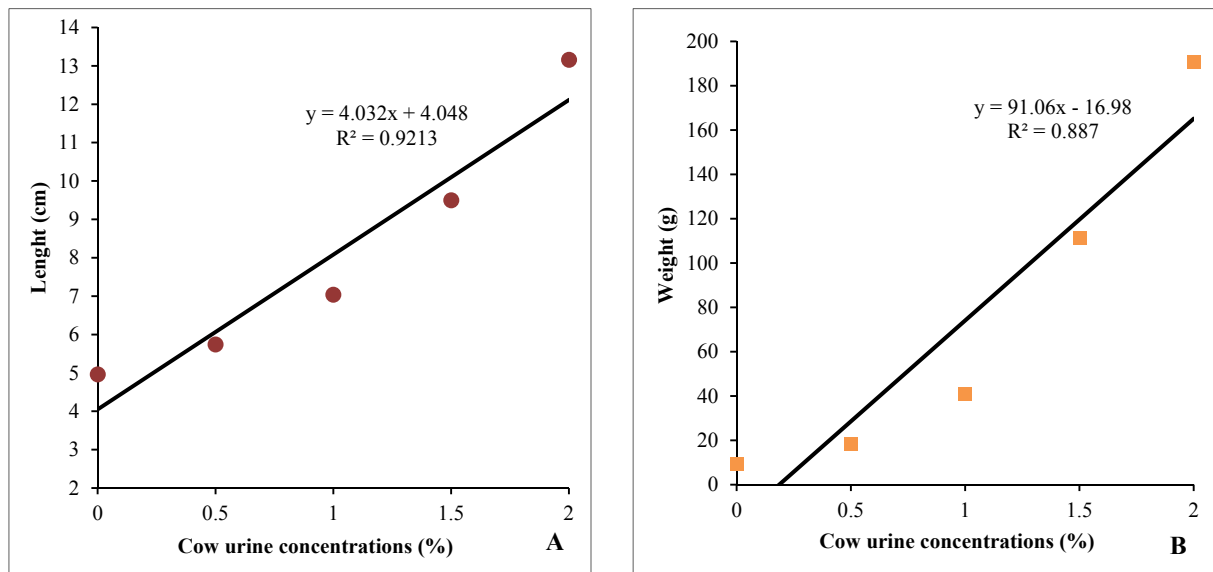 14
13
12
11
10
9
8
7
6
5
4
3
2
Lenght (cm)
y = 4.032x + 4.048
R² = 0.9213
0 0.5 1 1.5 2
Cow urine concentrations (%)
A
200
180
160
140
120
100
80
60
40
20
0
Weight (g)
y = 91.06x - 16.98
R² = 0.887
0 0.5 1 1.5 2
Cow urine concentrations (%)
B